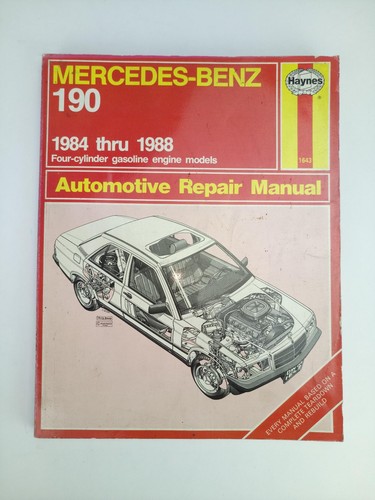 MERCEDES-BENZ
190
1984 thru 1988
Four-cylinder gasoline engine models
Haynes
®
1643
Automotive Repair Manual
EVERY MANUAL BASED ON A
COMPLETE TEARDOWN
AND REBUILD